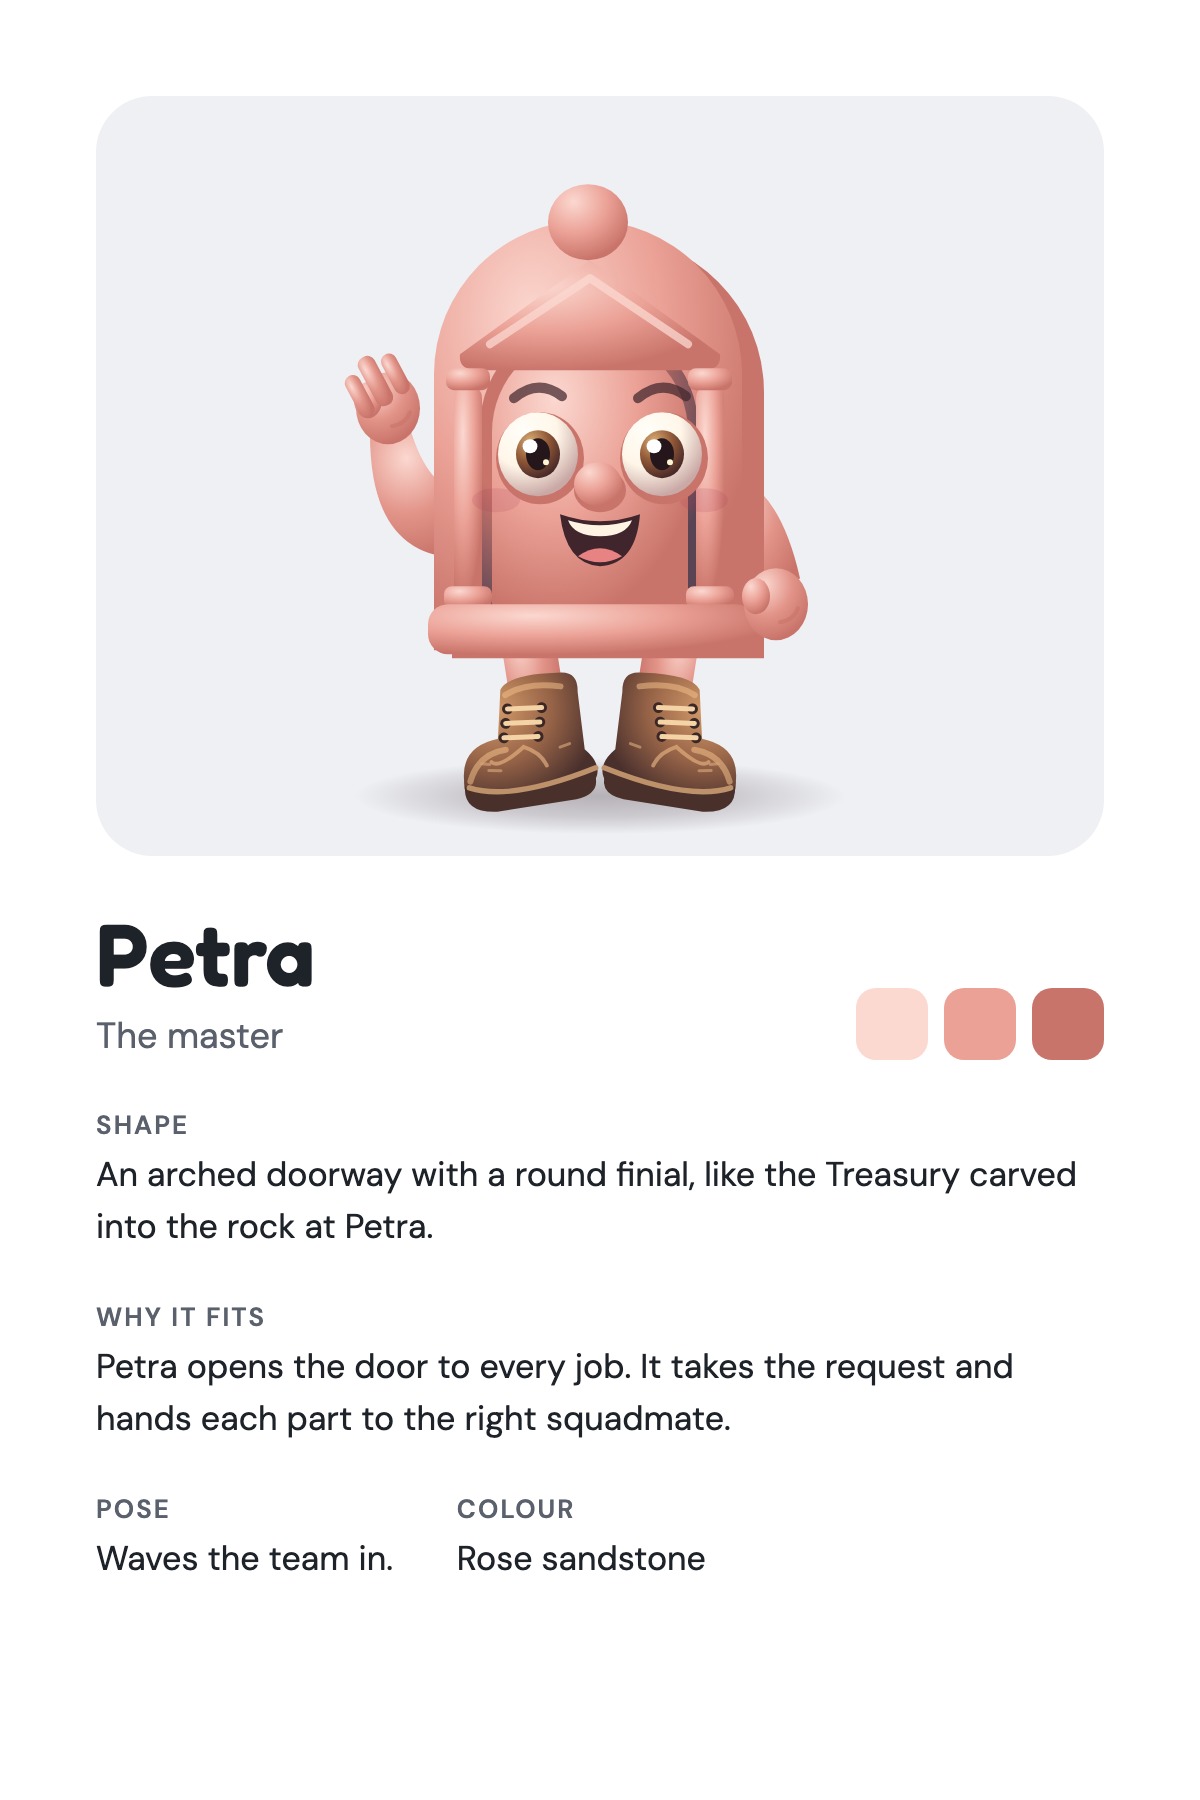 Petra
The master
SHAPE
An arched doorway with a round finial, like the Treasury carved
into the rock at Petra.
WHY IT FITS
Petra opens the door to every job. It takes the request and
hands each part to the right squadmate.
POSE
Waves the team in.
COLOUR
Rose sandstone